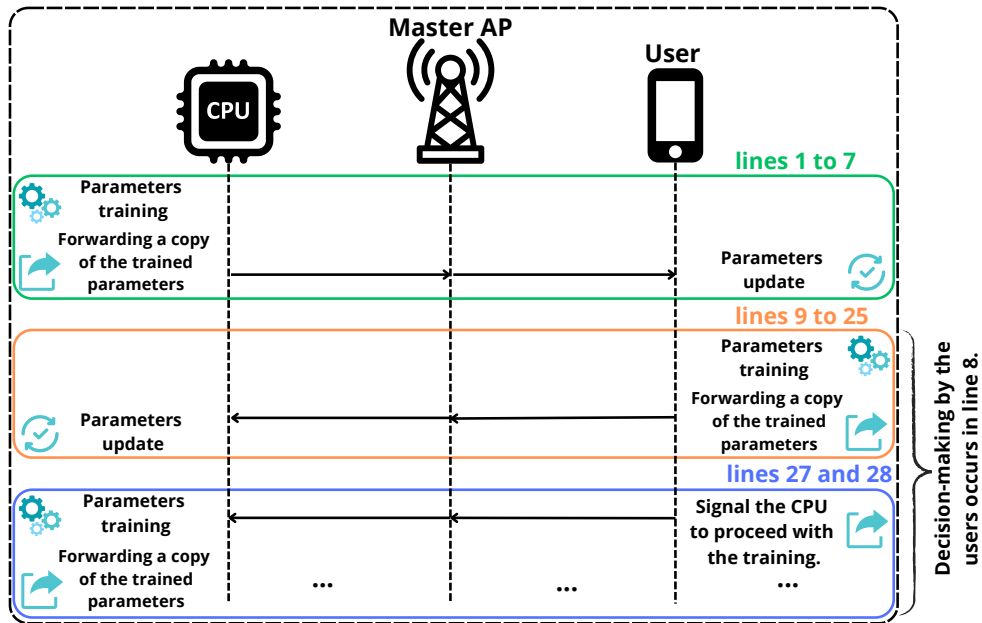 Master AP
User
CPU
lines 1 to 7
Parameters
training
Forwarding a copy
of the trained
parameters
Parameters
update
lines 9 to 25
Parameters
training
Forwarding a copy
of the trained
parameters
Parameters
update
lines 27 and 28
Parameters
training
Signal the CPU
to proceed with
the training.
Forwarding a copy
of the trained
parameters
...
...
...
Decision-making by the
users occurs in line 8.